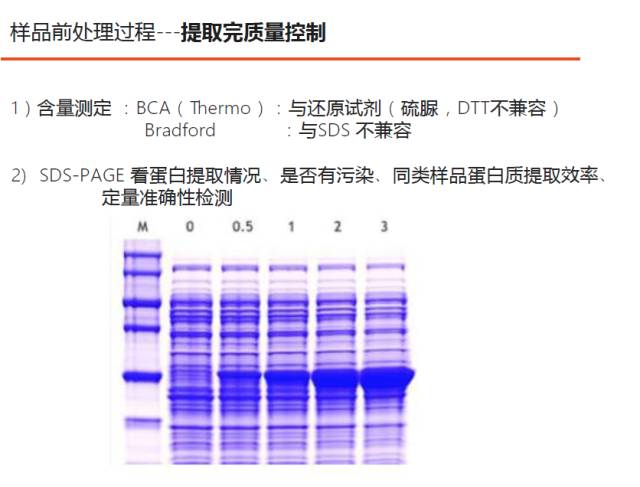 样品前处理过程---提取完质量控制
1）含量测定 ：BCA（Thermo）：与还原试剂（硫脲，DTT不兼容）
Bradford ：与SDS 不兼容
2) SDS-PAGE 看蛋白提取情况、是否有污染、同类样品蛋白质提取效率、
定量准确性检测
M 0 0.5 1 2 3